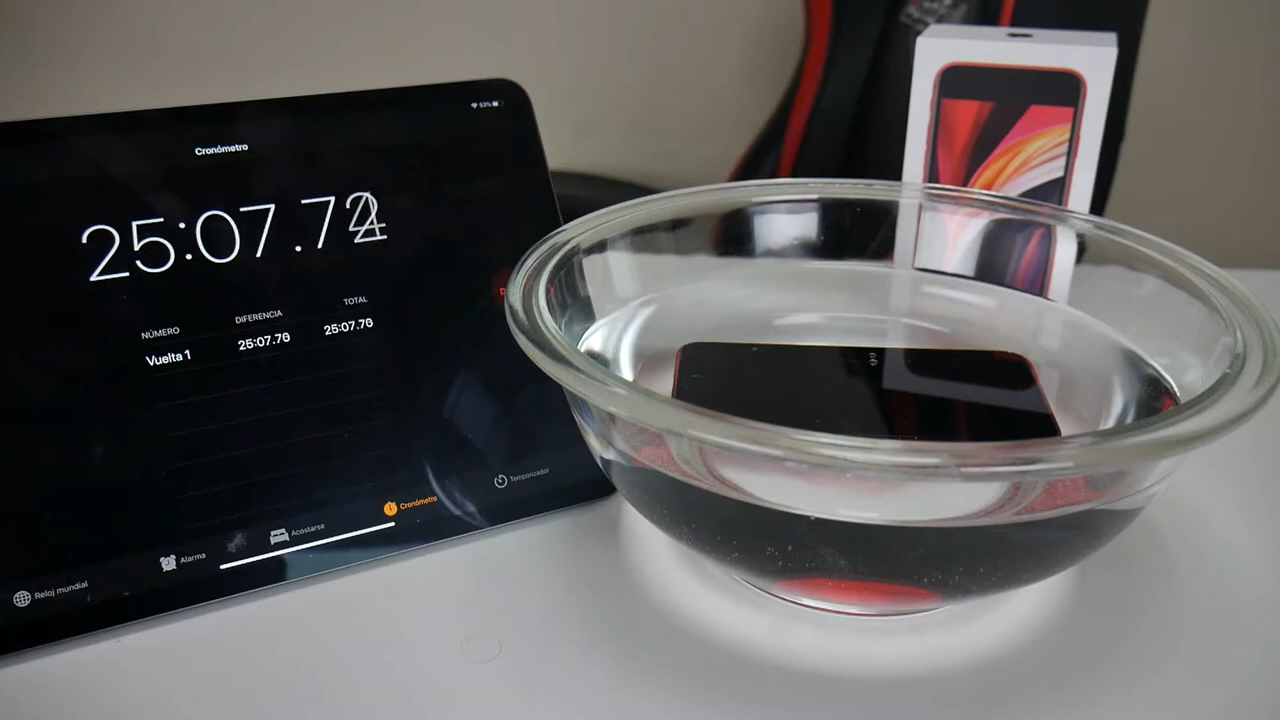 53%
Cronómetro
25:07.72
NÚMERO DIFERENCIA TOTAL
Vuelta 1 25:07.76 25:07.76
Reloj mundial
Alarma
Acostarse
Cronómetro
Temporizador